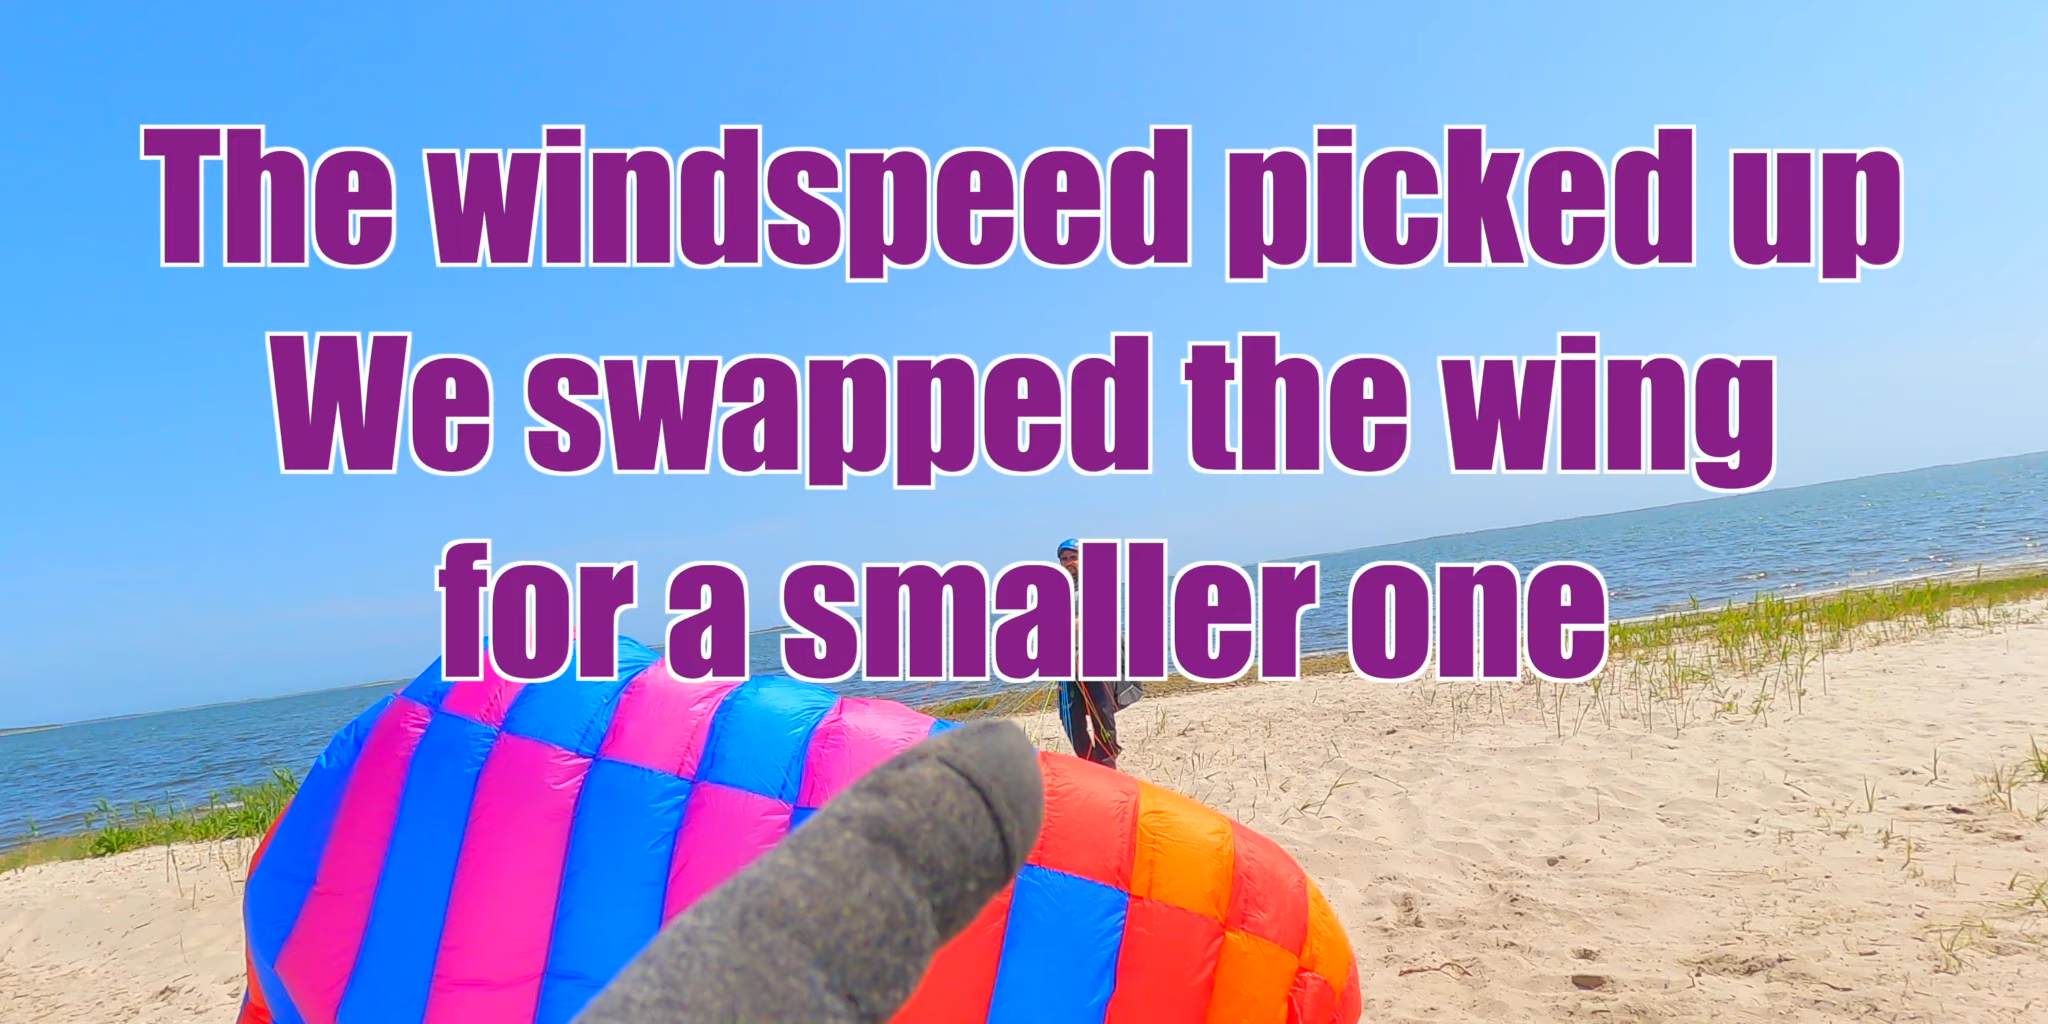 The windspeed picked up
We swapped the wing
for a smaller one